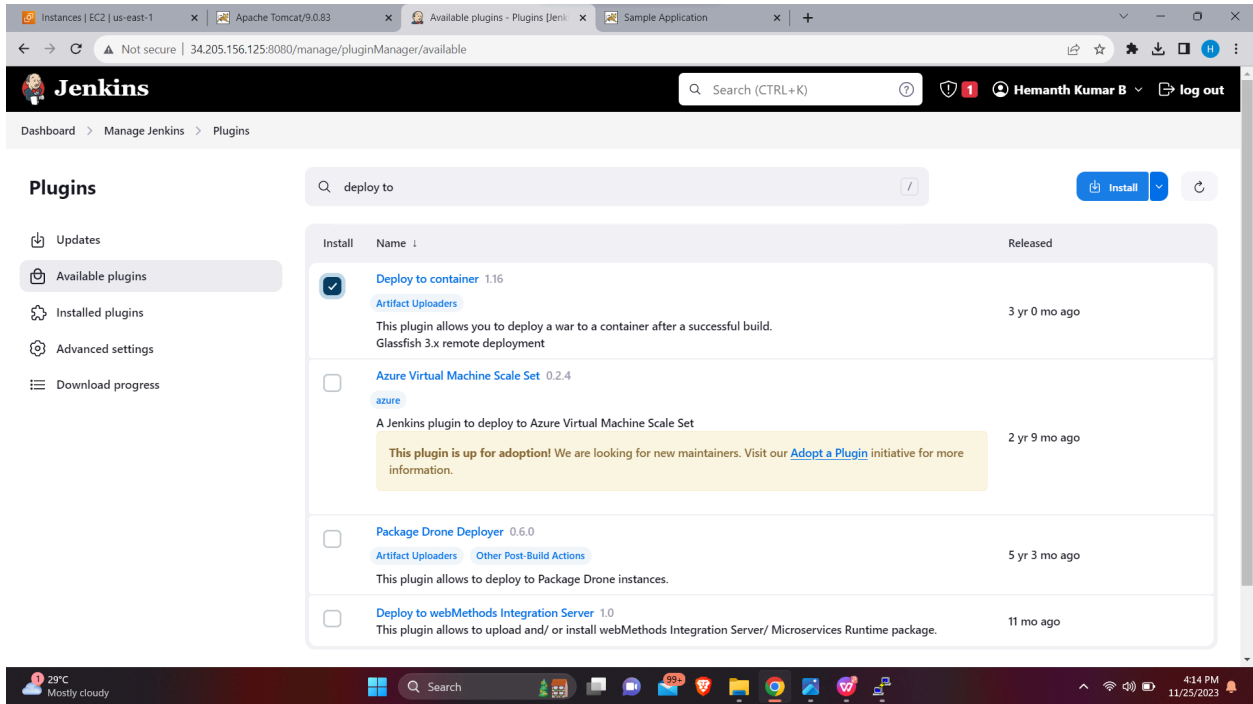 Instances | EC2 | us-east-1
Apache Tomcat/9.0.83
Available plugins - Plugins [Jenk
Sample Application
Not secure | 34.205.156.125:8080/manage/pluginManager/available
H
Jenkins
Search (CTRL+K)
1
Hemanth Kumar B
log out
Dashboard > Manage Jenkins > Plugins
Plugins
deploy to
/
Install
Updates
Available plugins
Installed plugins
Advanced settings
Download progress
Install Name ↓ Released
Deploy to container 1.16
Artifact Uploaders
This plugin allows you to deploy a war to a container after a successful build.
Glassfish 3.x remote deployment
3 yr 0 mo ago
Azure Virtual Machine Scale Set 0.2.4
azure
A Jenkins plugin to deploy to Azure Virtual Machine Scale Set
This plugin is up for adoption! We are looking for new maintainers. Visit our Adopt a Plugin initiative for more
information.
2 yr 9 mo ago
Package Drone Deployer 0.6.0
Artifact Uploaders Other Post-Build Actions
This plugin allows to deploy to Package Drone instances.
5 yr 3 mo ago
Deploy to webMethods Integration Server 1.0
This plugin allows to upload and/ or install webMethods Integration Server/ Microservices Runtime package.
11 mo ago
1
29°C
Mostly cloudy
Search
99+
4:14 PM
11/25/2023